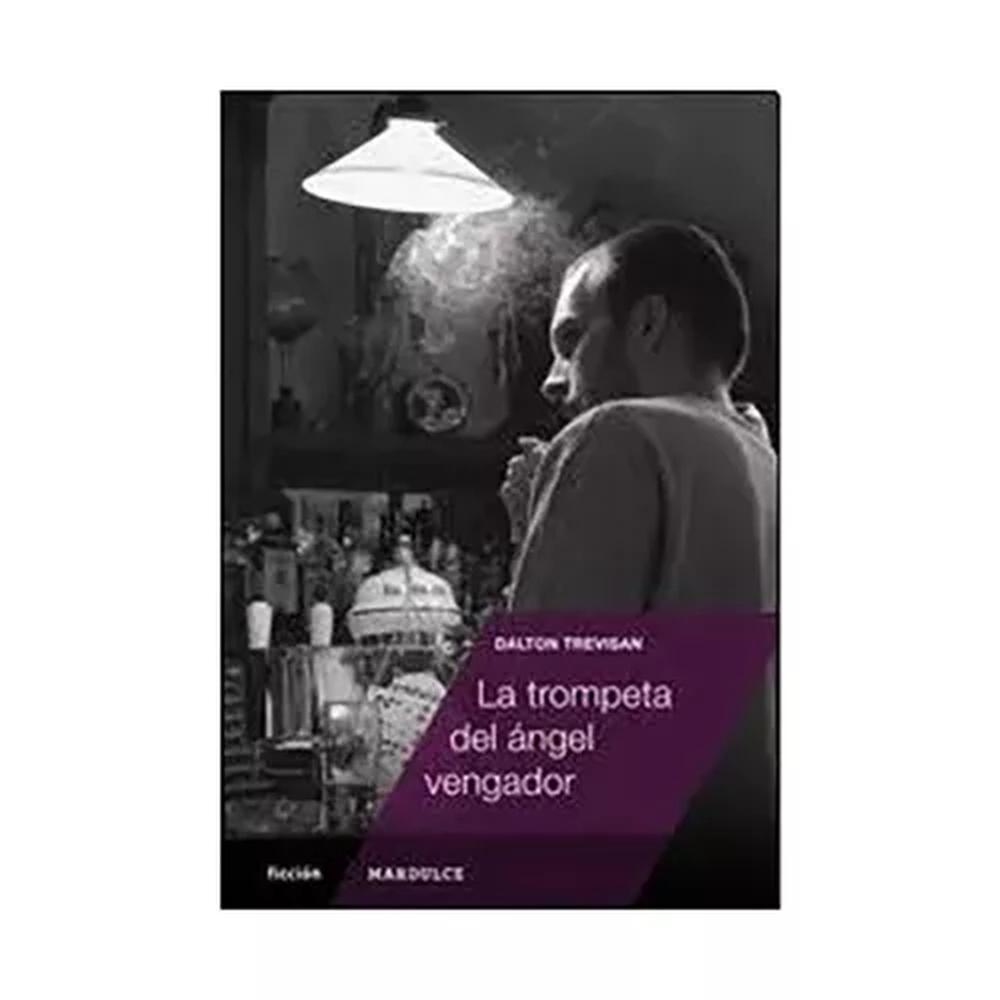 DALTON TREVISAN
La trompeta
del ángel
vengador
ficción
MARDULCE